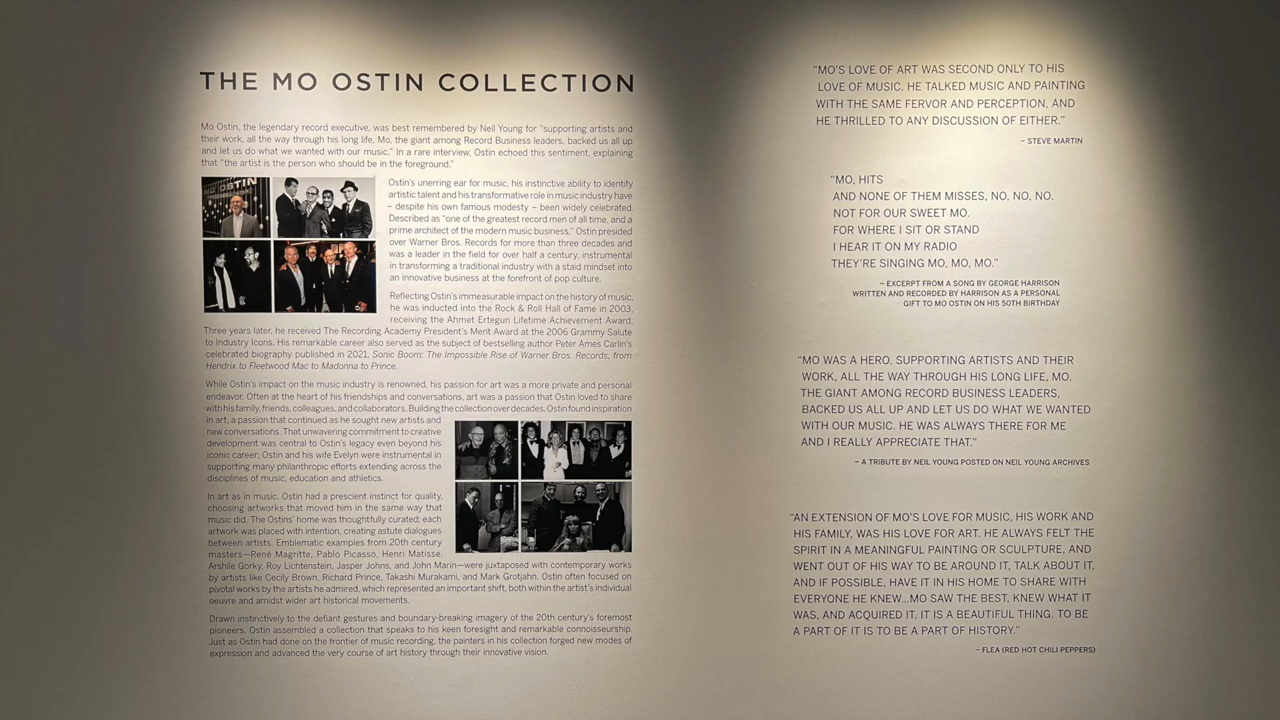 THE MO OSTIN COLLECTION
Mo Ostin, the legendary record executive, was best remembered by Neil Young for "supporting artists and
their work, all the way through his long life, Mo, the giant among Record Business leaders, backed us all up
and let us do what we wanted with our music." In a rare interview, Ostin echoed this sentiment, explaining
that "the artist is the person who should be in the foreground."
MO OSTIN
Ostin's unerring ear for music, his instinctive ability to identify
artistic talent and his transformative role in music industry have
– despite his own famous modesty – been widely celebrated.
Described as "one of the greatest record men of all time, and a
prime architect of the modern music business," Ostin presided
over Warner Bros. Records for more than three decades and
was a leader in the field for over half a century, instrumental
in transforming a traditional industry with a staid mindset into
an innovative business at the forefront of pop culture.
Reflecting Ostin's immeasurable impact on the history of music,
he was inducted into the Rock & Roll Hall of Fame in 2003,
receiving the Ahmet Ertegun Lifetime Achievement Award.
Three years later, he received The Recording Academy President's Merit Award at the 2006 Grammy Salute
to Industry Icons. His remarkable career also served as the subject of bestselling author Peter Ames Carlin's
celebrated biography published in 2021, Sonic Boom: The Impossible Rise of Warner Bros. Records, from
Hendrix to Fleetwood Mac to Madonna to Prince.
While Ostin's impact on the music industry is renowned, his passion for art was a more private and personal
endeavor. Often at the heart of his friendships and conversations, art was a passion that Ostin loved to share
with his family, friends, colleagues, and collaborators. Building the collection over decades, Ostin found inspiration
in art, a passion that continued as he sought new artists and
new conversations. That unwavering commitment to creative
development was central to Ostin's legacy even beyond his
iconic career; Ostin and his wife Evelyn were instrumental in
supporting many philanthropic efforts extending across the
disciplines of music, education and athletics.
In art as in music, Ostin had a prescient instinct for quality,
choosing artworks that moved him in the same way that
music did. The Ostins' home was thoughtfully curated; each
artwork was placed with intention, creating astute dialogues
between artists. Emblematic examples from 20th century
masters—René Magritte, Pablo Picasso, Henri Matisse,
Arshile Gorky, Roy Lichtenstein, Jasper Johns, and John Marin—were juxtaposed with contemporary works
by artists like Cecily Brown, Richard Prince, Takashi Murakami, and Mark Grotjahn. Ostin often focused on
pivotal works by the artists he admired, which represented an important shift, both within the artist's individual
oeuvre and amidst wider art historical movements.
Drawn instinctively to the defiant gestures and boundary-breaking imagery of the 20th century's foremost
pioneers, Ostin assembled a collection that speaks to his keen foresight and remarkable connoisseurship.
Just as Ostin had done on the frontier of music recording, the painters in his collection forged new modes of
expression and advanced the very course of art history through their innovative vision.
"MO'S LOVE OF ART WAS SECOND ONLY TO HIS
LOVE OF MUSIC. HE TALKED MUSIC AND PAINTING
WITH THE SAME FERVOR AND PERCEPTION, AND
HE THRILLED TO ANY DISCUSSION OF EITHER."
– STEVE MARTIN
"MO, HITS
AND NONE OF THEM MISSES, NO, NO, NO.
NOT FOR OUR SWEET MO.
FOR WHERE I SIT OR STAND
I HEAR IT ON MY RADIO
THEY'RE SINGING MO, MO, MO."
– EXCERPT FROM A SONG BY GEORGE HARRISON
WRITTEN AND RECORDED BY HARRISON AS A PERSONAL
GIFT TO MO OSTIN ON HIS 50TH BIRTHDAY
"MO WAS A HERO. SUPPORTING ARTISTS AND THEIR
WORK, ALL THE WAY THROUGH HIS LONG LIFE, MO,
THE GIANT AMONG RECORD BUSINESS LEADERS,
BACKED US ALL UP AND LET US DO WHAT WE WANTED
WITH OUR MUSIC. HE WAS ALWAYS THERE FOR ME
AND I REALLY APPRECIATE THAT."
– A TRIBUTE BY NEIL YOUNG POSTED ON NEIL YOUNG ARCHIVES
"AN EXTENSION OF MO'S LOVE FOR MUSIC, HIS WORK AND
HIS FAMILY, WAS HIS LOVE FOR ART. HE ALWAYS FELT THE
SPIRIT IN A MEANINGFUL PAINTING OR SCULPTURE, AND
WENT OUT OF HIS WAY TO BE AROUND IT, TALK ABOUT IT,
AND IF POSSIBLE, HAVE IT IN HIS HOME TO SHARE WITH
EVERYONE HE KNEW...MO SAW THE BEST, KNEW WHAT IT
WAS, AND ACQUIRED IT. IT IS A BEAUTIFUL THING. TO BE
A PART OF IT IS TO BE A PART OF HISTORY."
– FLEA (RED HOT CHILI PEPPERS)